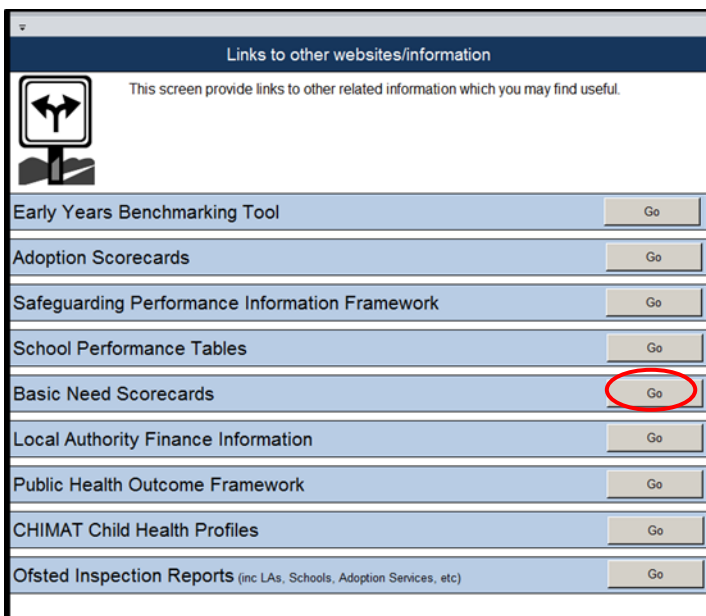 Links to other websites/information
This screen provide links to other related information which you may find useful.
Early Years Benchmarking Tool Go
Adoption Scorecards Go
Safeguarding Performance Information Framework Go
School Performance Tables Go
Basic Need Scorecards Go
Local Authority Finance Information Go
Public Health Outcome Framework Go
CHIMAT Child Health Profiles Go
Ofsted Inspection Reports (inc LAs, Schools, Adoption Services, etc) Go